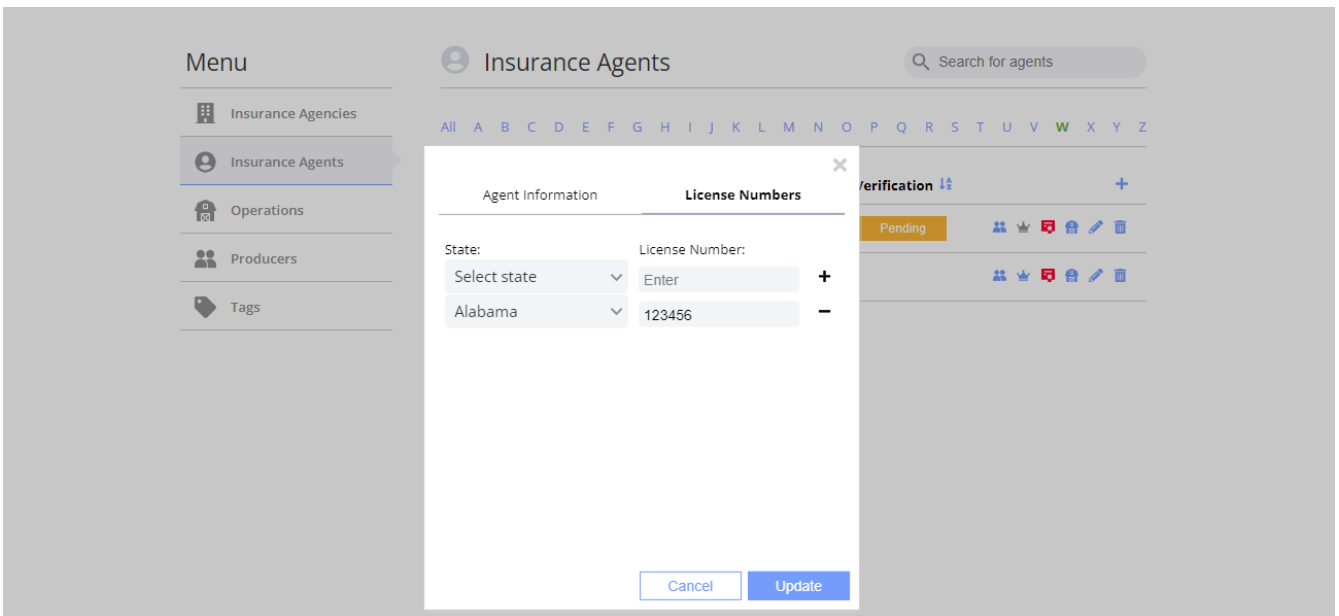 Menu
Insurance Agencies
Insurance Agents
Operations
Producers
Tags
Insurance Agents
Search for agents
All A B C D E F G H I J K L M N O P Q R S T U V W X Y Z
erification
Pending
Agent Information
License Numbers
State:
License Number:
Select state
Enter
Alabama
123456
Cancel
Update